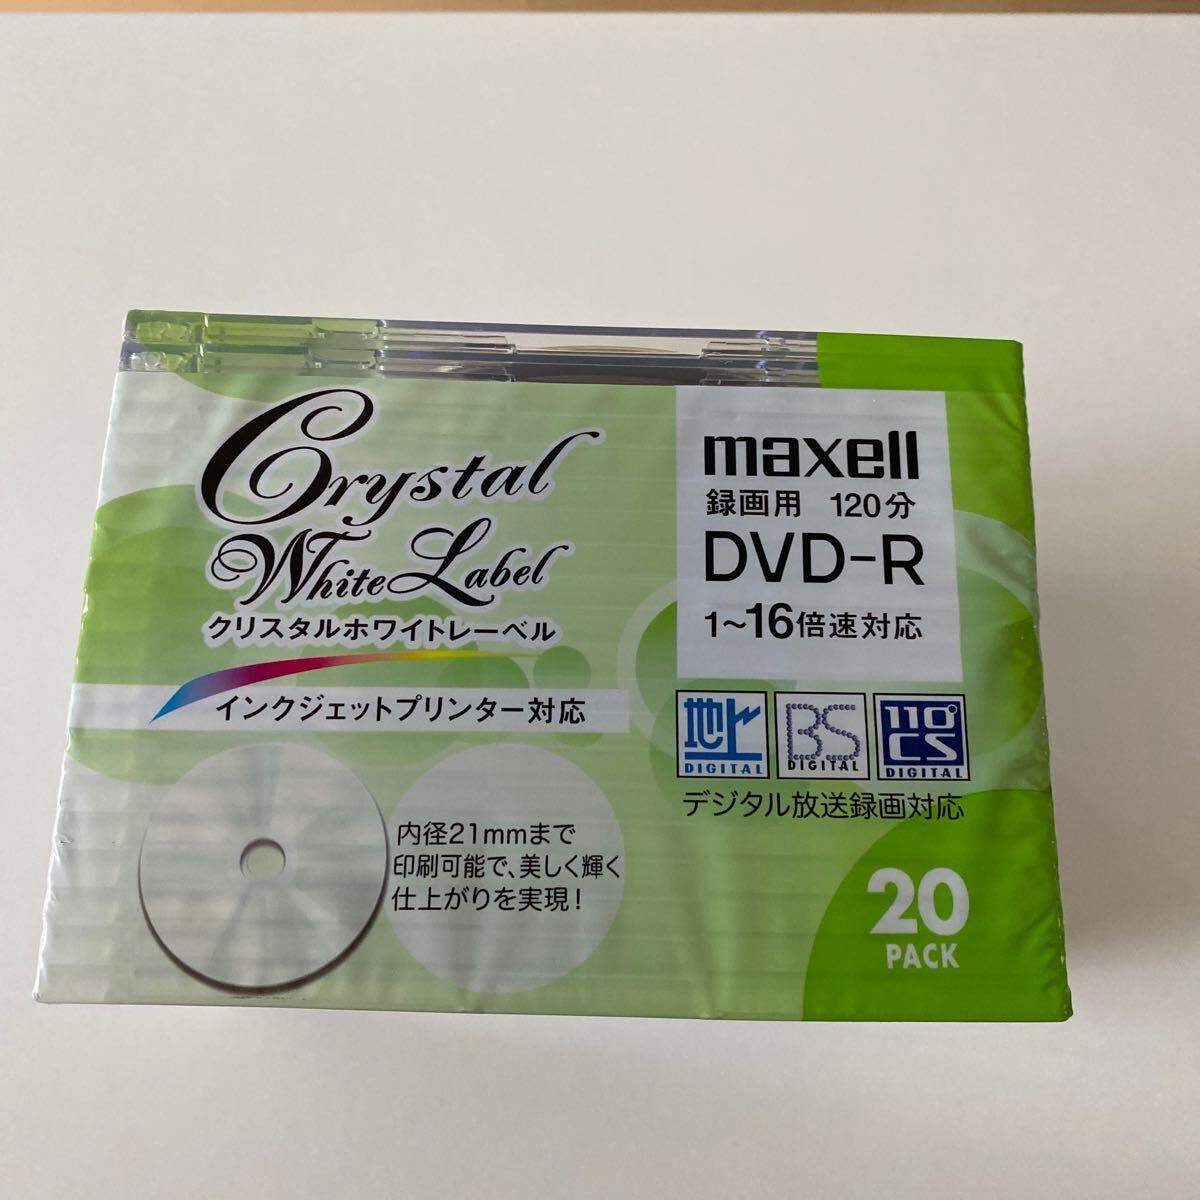 Crystal
White Label
クリスタルホワイトレーベル
インクジェットプリンター対応
内径21mmまで
印刷可能で、美しく輝く
仕上がりを実現!
maxell
録画用 120分
DVD-R
1~16倍速対応
地上 DIGITAL
BS DIGITAL
110° CS DIGITAL
デジタル放送録画対応
20
PACK